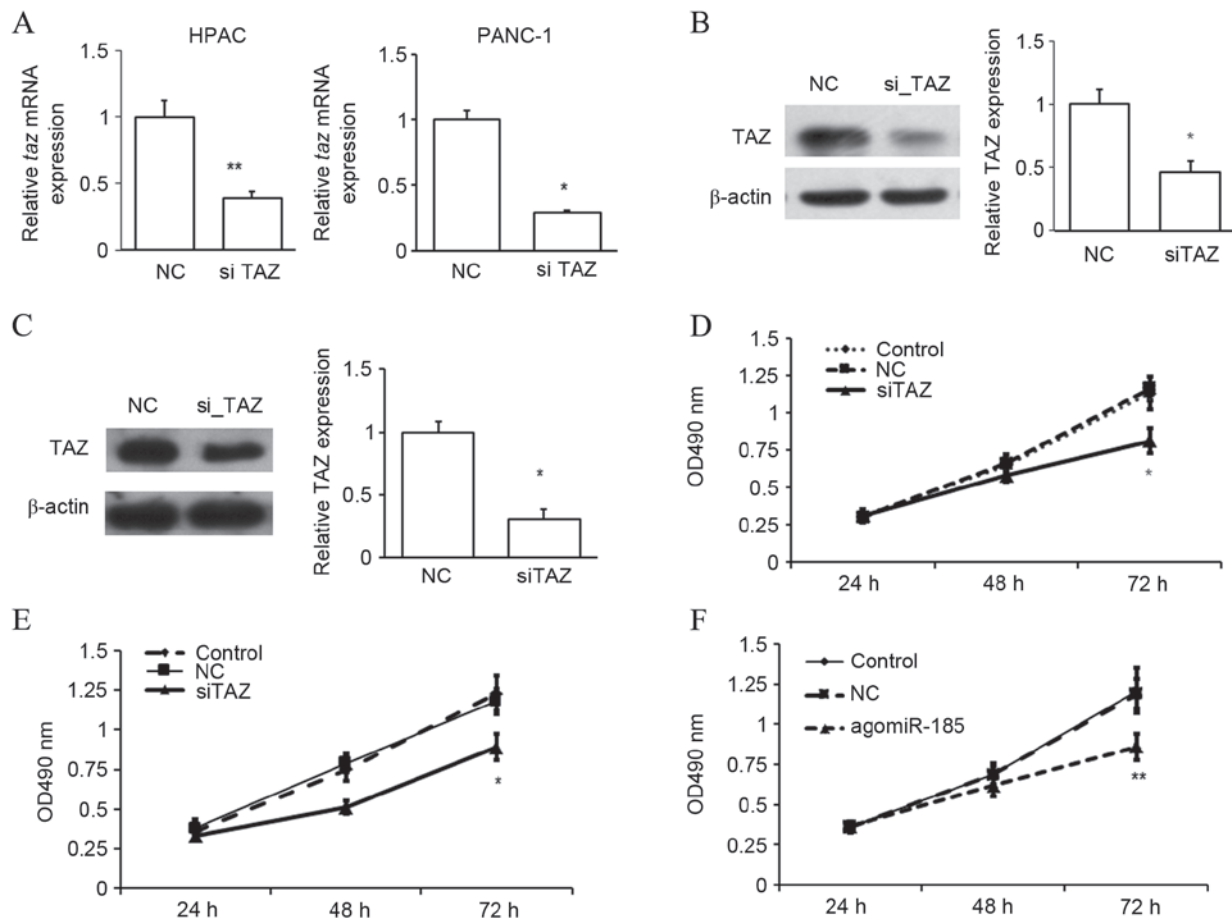 A
HPAC
Relative taz mRNA
expression
1.5
1
0.5
0
**
NC
si TAZ
PANC-1
Relative taz mRNA
expression
1.5
1
0.5
0
*
NC
si TAZ
B
NC
si_TAZ
TAZ
β-actin
Relative TAZ expression
1.5
1
0.5
0
*
NC
siTAZ
C
NC
si_TAZ
TAZ
β-actin
Relative TAZ expression
1.5
1
0.5
0
*
NC
siTAZ
D
OD490 nm
1.5
1.25
1
0.75
0.5
0.25
0
Control
NC
siTAZ
*
24 h
48 h
72 h
E
OD490 nm
1.5
1.25
1
0.75
0.5
0.25
0
Control
NC
siTAZ
*
24 h
48 h
72 h
F
OD490 nm
1.5
1.25
1
0.75
0.5
0.25
0
Control
NC
agomiR-185
**
24 h
48 h
72 h